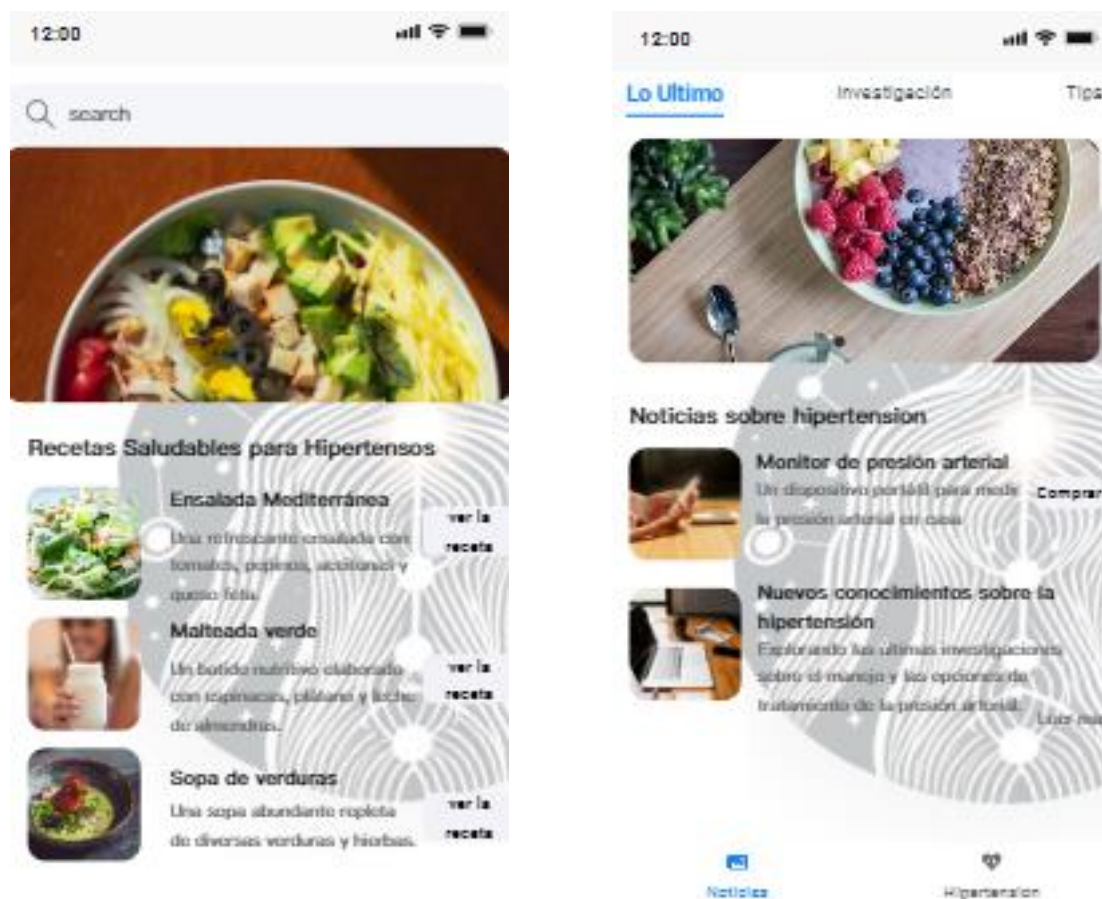 12:00
search
Recetas Saludables para Hipertensos
Ensalada Mediterránea
Una refrescante ensalada con
tomates, pepinos, aceitunas y
queso feta.
ver la
receta
Malteada verde
Un batido nutritivo elaborado
con espinacas, plátano y leche
de almendras.
ver la
receta
Sopa de verduras
Una sopa abundante repleta
de diversas verduras y hierbas.
ver la
receta
12:00
Lo Ultimo Investigación Tips
Noticias sobre hipertension
Monitor de presión arterial
Un dispositivo portátil para medir
la presión arterial en casa
Comprar
Nuevos conocimientos sobre la
hipertensión
Explorando las ultimas investigaciones
sobre el manejo y las opciones de
tratamiento de la presión arterial.
Leer
Noticias Hipertension